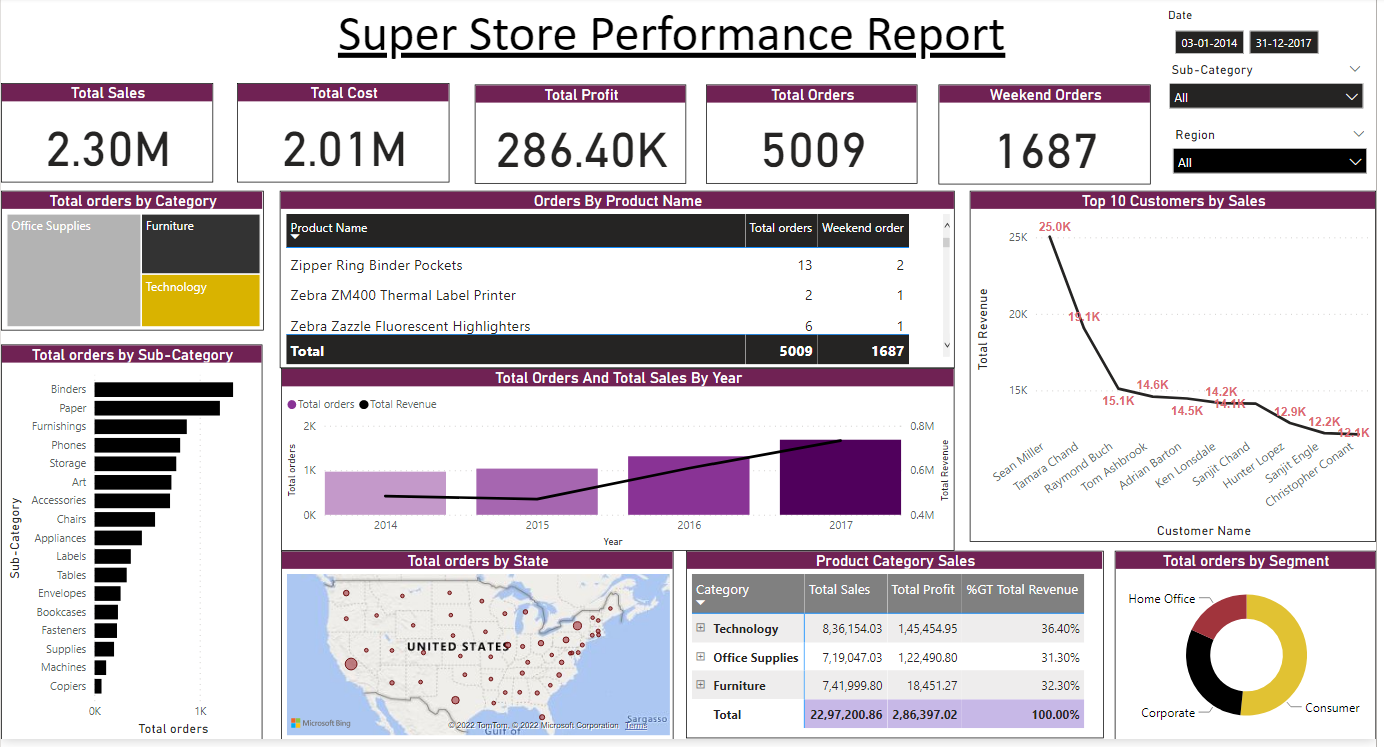 Super Store Performance Report
Date
03-01-2014 31-12-2017
Sub-Category
All
Region
All
Total Sales
2.30M
Total Cost
2.01M
Total Profit
286.40K
Total Orders
5009
Weekend Orders
1687
Total orders by Category
Office Supplies
Furniture
Technology
Orders By Product Name
Product Name Total orders Weekend order
Zipper Ring Binder Pockets 13 2
Zebra ZM400 Thermal Label Printer 2 1
Zebra Zazzle Fluorescent Highlighters 6 1
Total 5009 1687
Top 10 Customers by Sales
Total Revenue
25K
20K
15K
25.0K
19.1K
15.1K
14.6K
14.5K
14.2K
14.1K
12.9K
12.2K
12.1K
Sean Miller
Tamara Chand
Raymond Buch
Tom Ashbrook
Adrian Barton
Ken Lonsdale
Sanjit Chand
Hunter Lopez
Sanjit Engle
Christopher Conant
Customer Name
Total orders by Sub-Category
Sub-Category
Binders
Paper
Furnishings
Phones
Storage
Art
Accessories
Chairs
Appliances
Labels
Tables
Envelopes
Bookcases
Fasteners
Supplies
Machines
Copiers
0K 1K
Total orders
Total Orders And Total Sales By Year
Total orders Total Revenue
Total orders
2K
1K
0K
0.8M
0.6M
0.4M
Total Revenue
2014 2015 2016 2017
Year
Total orders by State
UNITED STATES
Microsoft Bing
© 2022 TomTom, © 2022 Microsoft Corporation Terms
Sargasso
Gulf of
Product Category Sales
Category Total Sales Total Profit %GT Total Revenue
Technology 8,36,154.03 1,45,454.95 36.40%
Office Supplies 7,19,047.03 1,22,490.80 31.30%
Furniture 7,41,999.80 18,451.27 32.30%
Total 22,97,200.86 2,86,397.02 100.00%
Total orders by Segment
Home Office
Corporate
Consumer